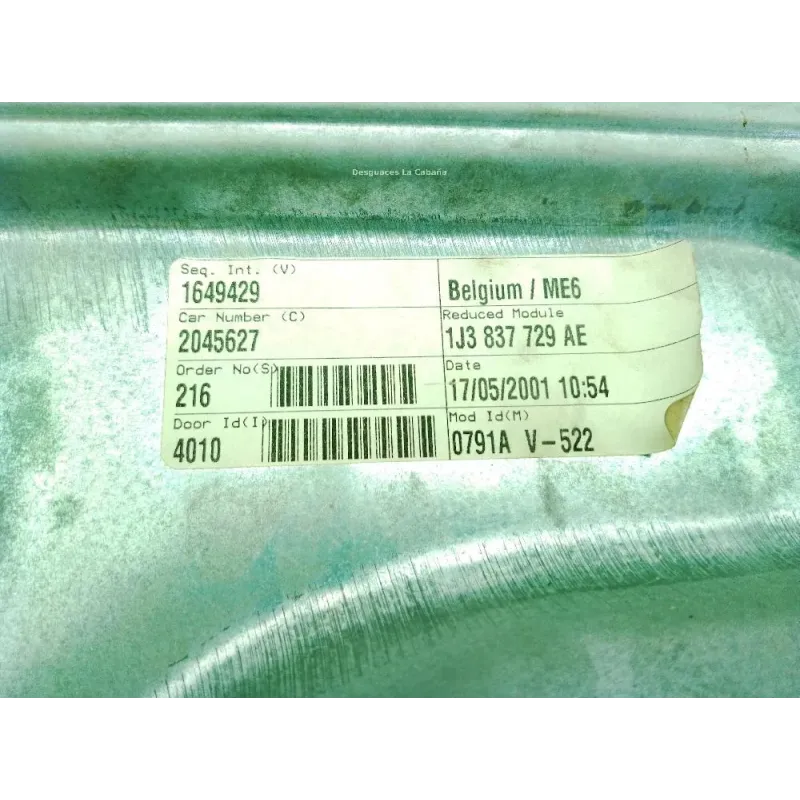 Desguaces La Cabaña
Seq. Int. (V)
1649429
Belgium / ME6
Car Number (C)
2045627
Reduced Module
1J3 837 729 AE
Order No(S)
216
Date
17/05/2001 10:54
Door Id(I)
4010
Mod Id(M)
0791A V-522